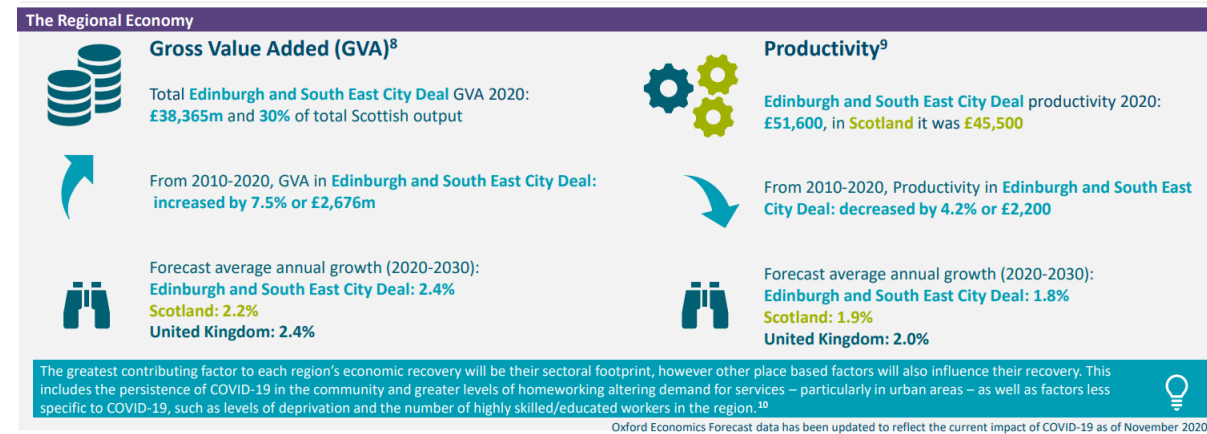 The Regional Economy
Gross Value Added (GVA)8
Total Edinburgh and South East City Deal GVA 2020:
£38,365m and 30% of total Scottish output
From 2010-2020, GVA in Edinburgh and South East City Deal:
increased by 7.5% or £2,676m
Forecast average annual growth (2020-2030):
Edinburgh and South East City Deal: 2.4%
Scotland: 2.2%
United Kingdom: 2.4%
Productivity9
Edinburgh and South East City Deal productivity 2020:
£51,600, in Scotland it was £45,500
From 2010-2020, Productivity in Edinburgh and South East
City Deal: decreased by 4.2% or £2,200
Forecast average annual growth (2020-2030):
Edinburgh and South East City Deal: 1.8%
Scotland: 1.9%
United Kingdom: 2.0%
The greatest contributing factor to each region's economic recovery will be their sectoral footprint, however other place based factors will also influence their recovery. This
includes the persistence of COVID-19 in the community and greater levels of homeworking altering demand for services – particularly in urban areas – as well as factors less
specific to COVID-19, such as levels of deprivation and the number of highly skilled/educated workers in the region.10
Oxford Economics Forecast data has been updated to reflect the current impact of COVID-19 as of November 2020